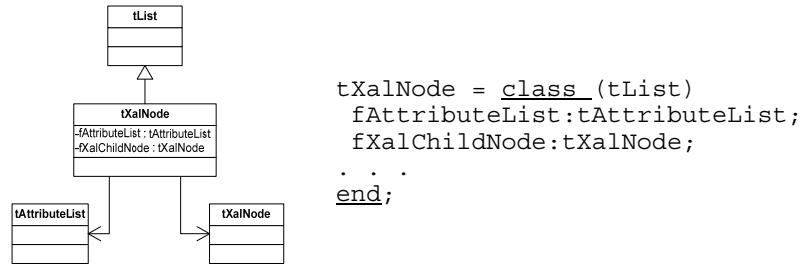 tList
tXalNode
-fAttributeList : tAttributeList
-fXalChildNode : tXalNode
tAttributeList
tXalNode
tXalNode = class (tList)
fAttributeList:tAttributeList;
fXalChildNode:tXalNode;
. . .
end;